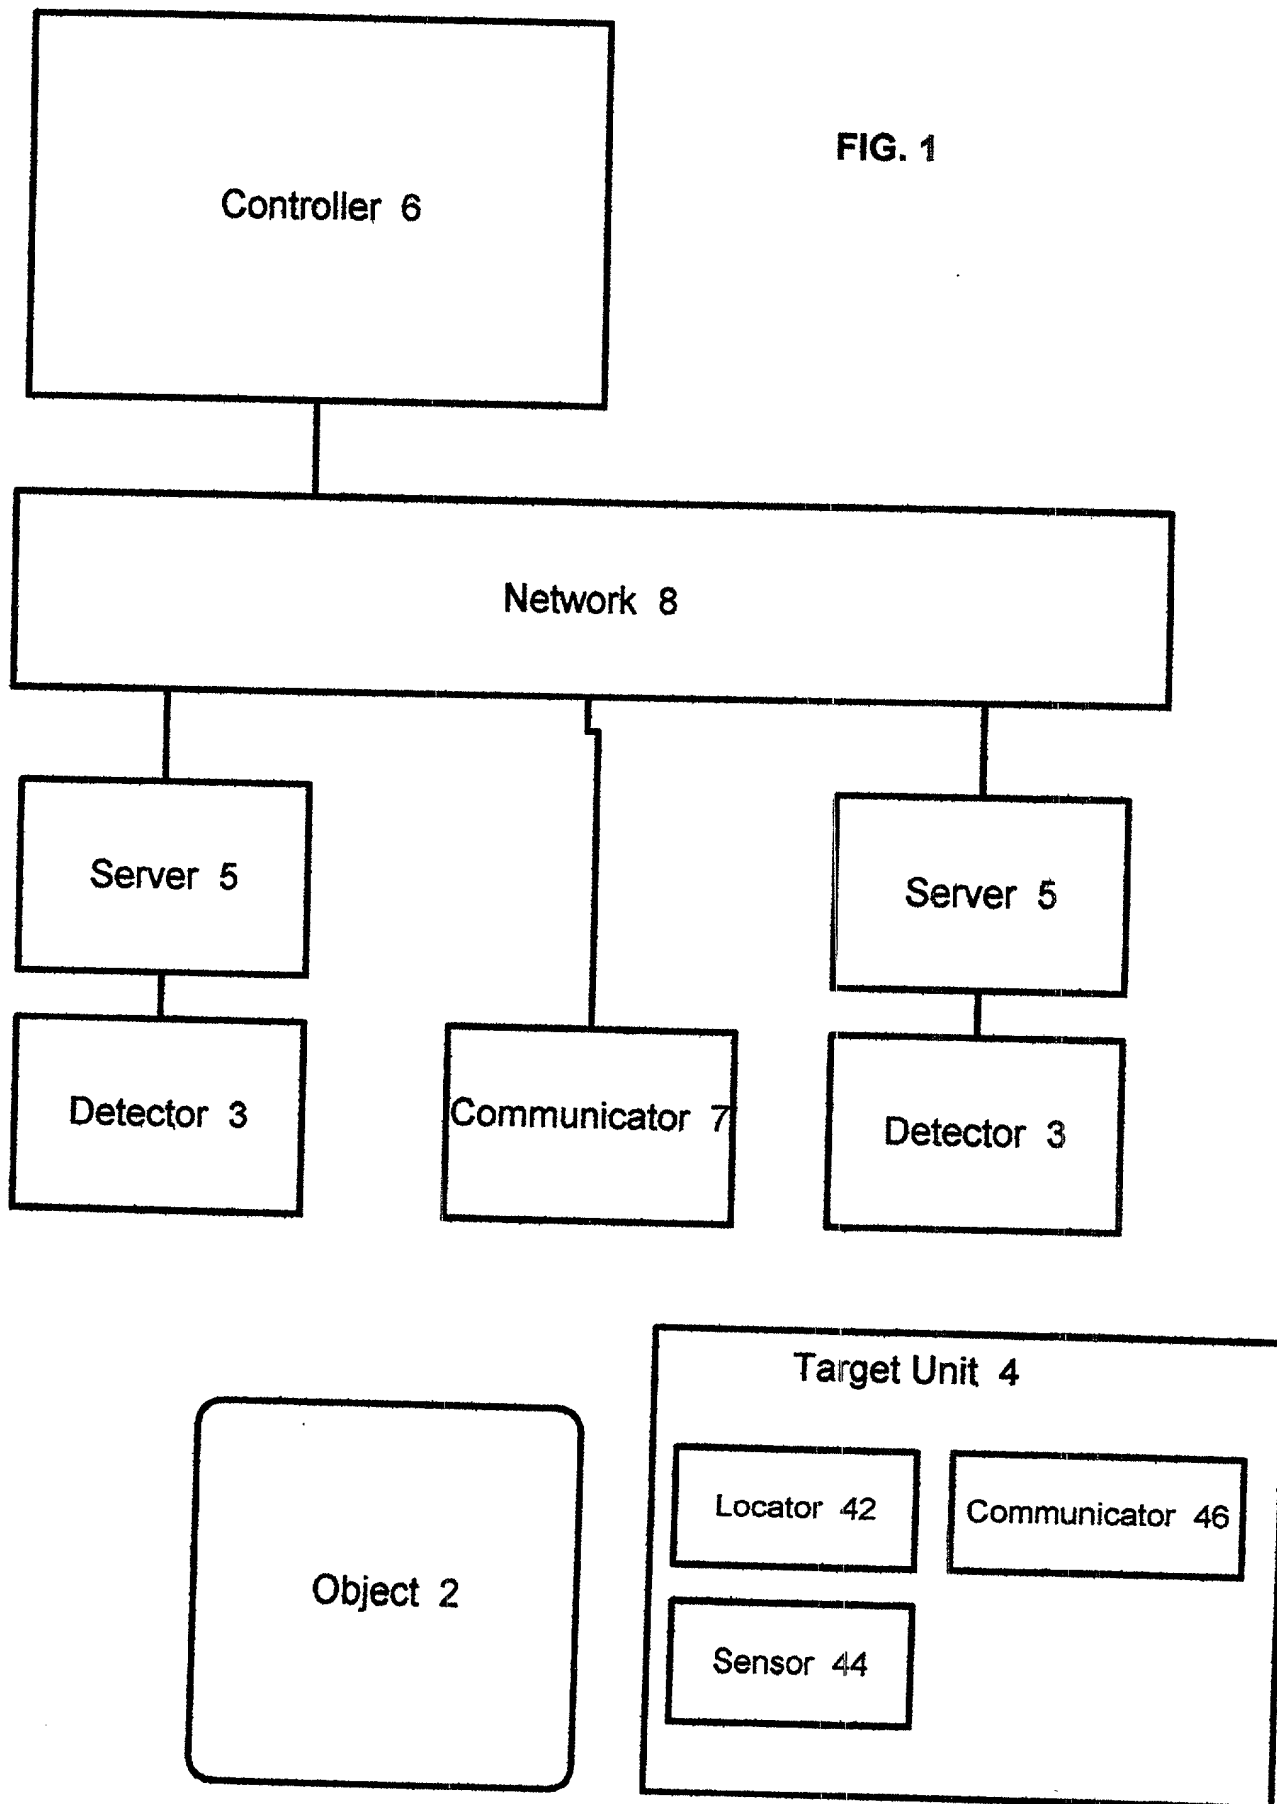 FIG. 1
Controller 6
Network 8
Server 5
Server 5
Detector 3
Communicator 7
Detector 3
Target Unit 4
Locator 42
Communicator 46
Object 2
Sensor 44